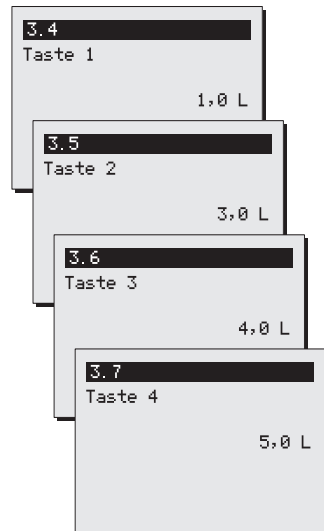 3.4
Taste 1
1,0 L
3.5
Taste 2
3,0 L
3.6
Taste 3
4,0 L
3.7
Taste 4
5,0 L